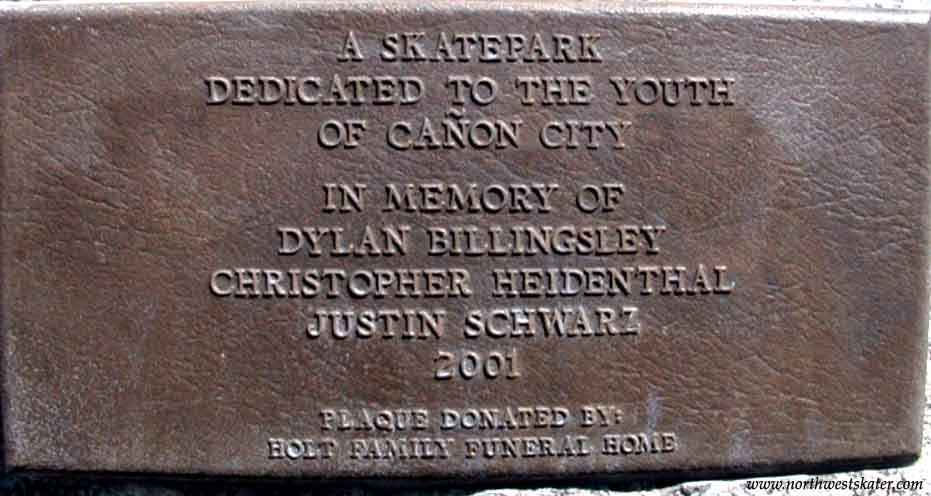 A SKATEPARK
DEDICATED TO THE YOUTH
OF CAÑON CITY
IN MEMORY OF
DYLAN BILLINGSLEY
CHRISTOPHER HEIDENTHAL
JUSTIN SCHWARZ
2001
PLAQUE DONATED BY:
HOLT FAMILY FUNERAL HOME
www.northwestskater.com